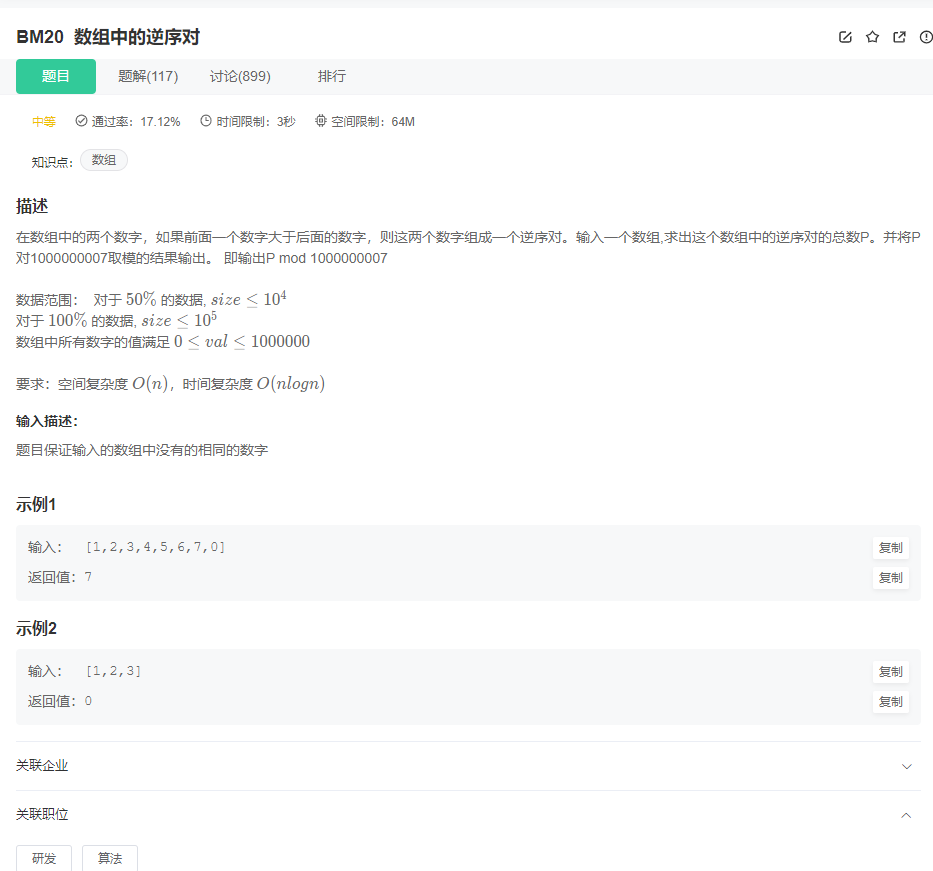 BM20 数组中的逆序对
题目 题解(117) 讨论(899) 排行
中等 通过率：17.12% 时间限制：3秒 空间限制：64M
知识点： 数组
描述
在数组中的两个数字，如果前面一个数字大于后面的数字，则这两个数字组成一个逆序对。输入一个数组,求出这个数组中的逆序对的总数P。并将P
对1000000007取模的结果输出。 即输出P mod 1000000007
数据范围： 对于 50% 的数据, size ≤ 10^4
对于 100% 的数据, size ≤ 10^5
数组中所有数字的值满足 0 ≤ val ≤ 1000000
要求：空间复杂度 O(n)，时间复杂度 O(nlogn)
输入描述：
题目保证输入的数组中没有的相同的数字
示例1
输入： [1,2,3,4,5,6,7,0] 复制
返回值：7 复制
示例2
输入： [1,2,3] 复制
返回值：0 复制
关联企业
关联职位
研发 算法